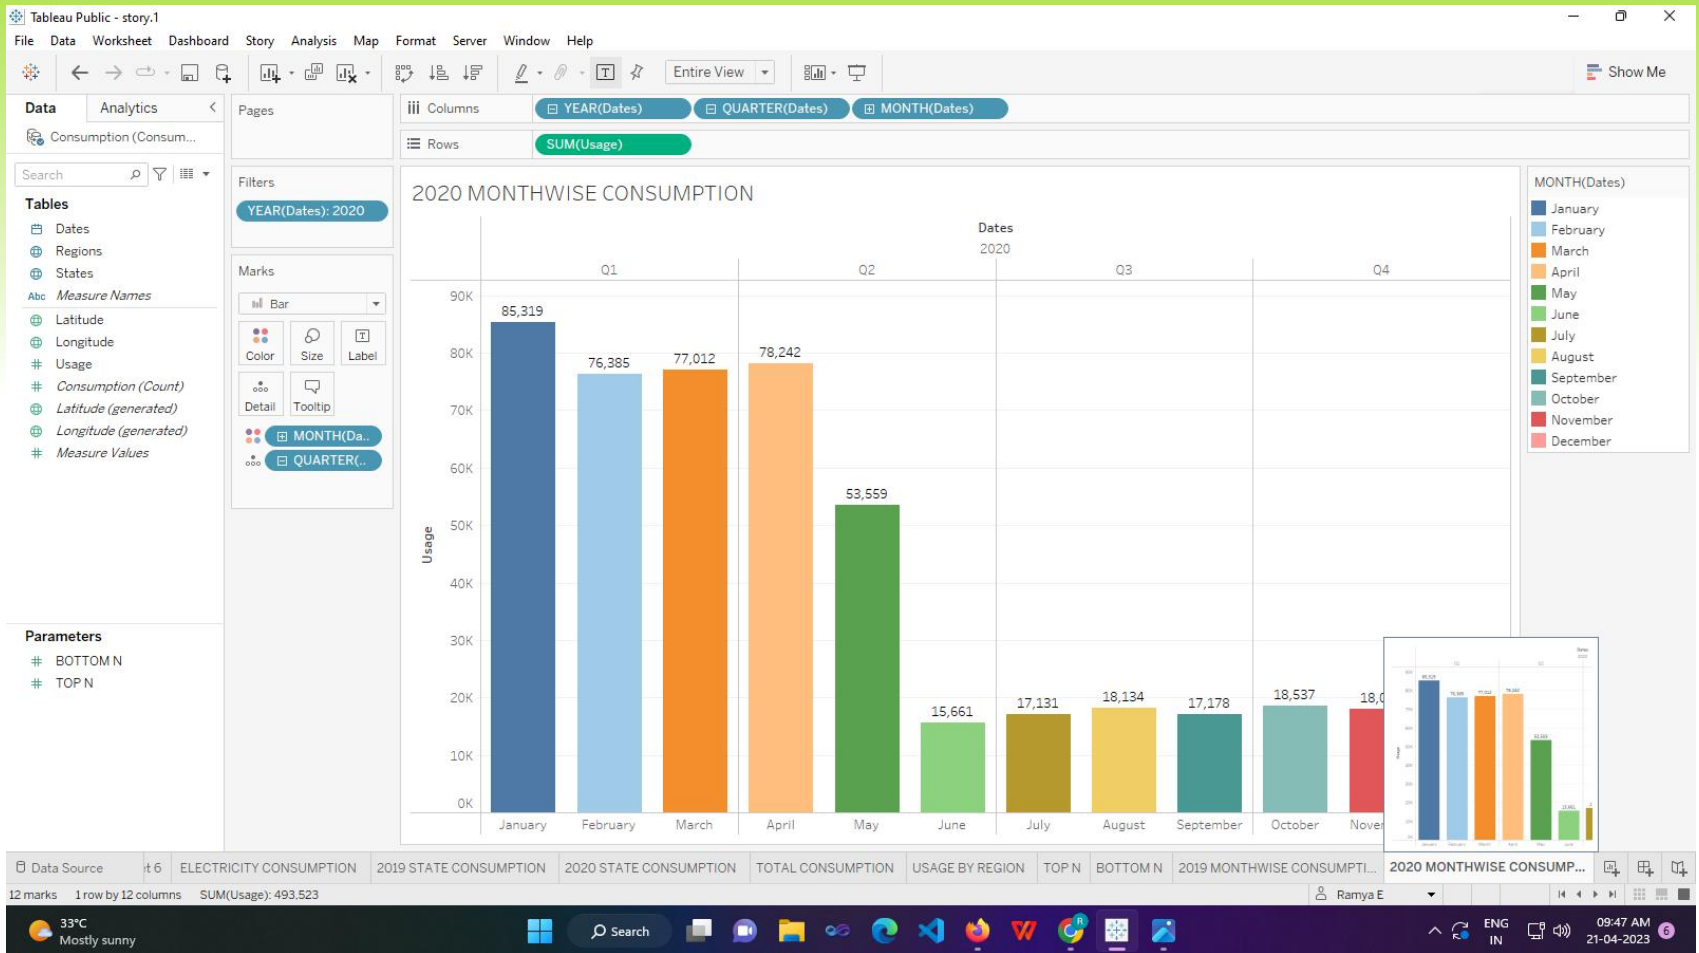 Tableau Public - story.1
File Data Worksheet Dashboard Story Analysis Map Format Server Window Help
Entire View
Show Me
Data Analytics
Consumption (Consum...
Search
Tables
Dates
Regions
States
Abc Measure Names
Latitude
Longitude
# Usage
# Consumption (Count)
Latitude (generated)
Longitude (generated)
# Measure Values
Parameters
# BOTTOM N
# TOP N
Pages
Filters
YEAR(Dates): 2020
Marks
Bar
Color Size Label
Detail Tooltip
MONTH(Da..
QUARTER(..
Columns YEAR(Dates) QUARTER(Dates) MONTH(Dates)
Rows SUM(Usage)
2020 MONTHWISE CONSUMPTION
Dates
2020
Q1 Q2 Q3 Q4
90K
80K
70K
60K
50K
40K
30K
20K
10K
0K
Usage
85,319 76,385 77,012 78,242 53,559 15,661 17,131 18,134 17,178 18,537 18,0
January February March April May June July August September October Nover
MONTH(Dates)
January
February
March
April
May
June
July
August
September
October
November
December
Data Source t 6 ELECTRICITY CONSUMPTION 2019 STATE CONSUMPTION 2020 STATE CONSUMPTION TOTAL CONSUMPTION USAGE BY REGION TOP N BOTTOM N 2019 MONTHWISE CONSUMPTI... 2020 MONTHWISE CONSUMP...
12 marks 1 row by 12 columns SUM(Usage): 493,523
Ramya E
33°C
Mostly sunny
Search
ENG
IN
09:47 AM
21-04-2023
6